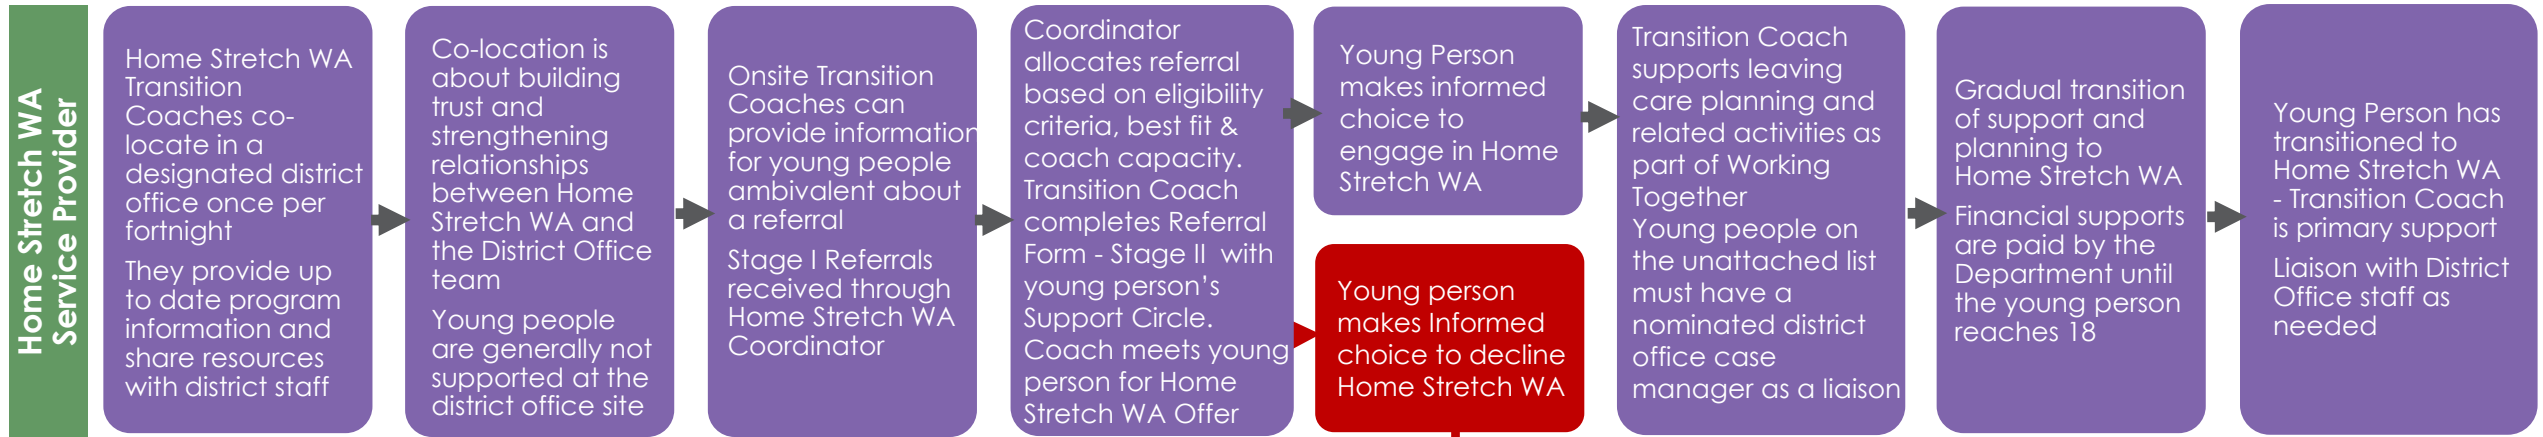 Home Stretch WA
Service Provider
Home Stretch WA
Transition
Coaches co-
locate in a
designated district
office once per
fortnight
They provide up
to date program
information and
share resources
with district staff
Co-location is
about building
trust and
strengthening
relationships
between Home
Stretch WA and
the District Office
team
Young people
are generally not
supported at the
district office site
Onsite Transition
Coaches can
provide information
for young people
ambivalent about
a referral
Stage I Referrals
received through
Home Stretch WA
Coordinator
Coordinator
allocates referral
based on eligibility
criteria, best fit &
coach capacity.
Transition Coach
completes Referral
Form - Stage II with
young person’s
Support Circle.
Coach meets young
person for Home
Stretch WA Offer
Young Person
makes informed
choice to
engage in Home
Stretch WA
Young person
makes Informed
choice to decline
Home Stretch WA
Transition Coach
supports leaving
care planning and
related activities as
part of Working
Together
Young people on
the unattached list
must have a
nominated district
office case
manager as a liaison
Gradual transition
of support and
planning to
Home Stretch WA
Financial supports
are paid by the
Department until
the young person
reaches 18
Young Person has
transitioned to
Home Stretch WA
- Transition Coach
is primary support
Liaison with District
Office staff as
needed